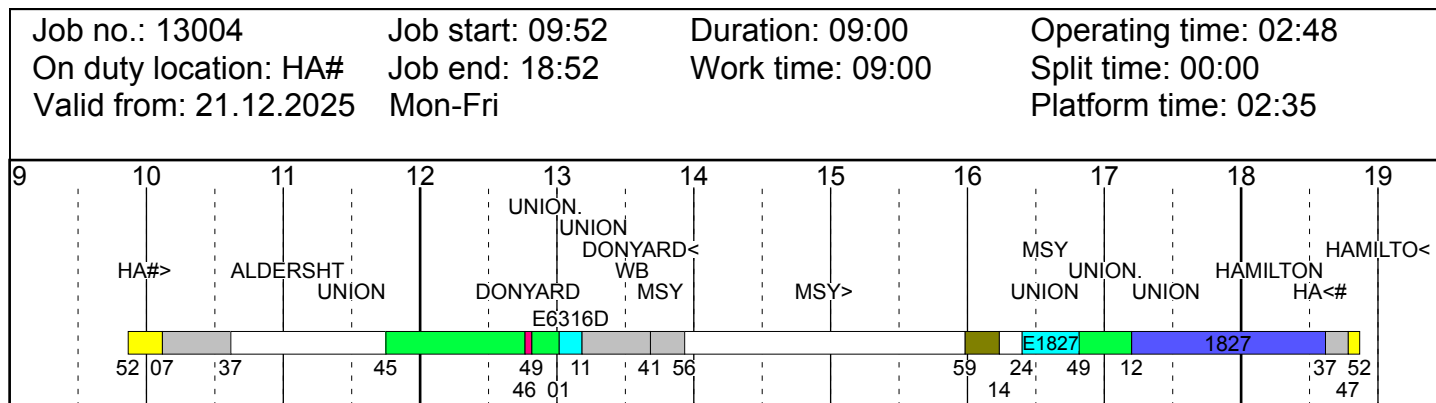 Job no.: 13004 Job start: 09:52 Duration: 09:00 Operating time: 02:48
On duty location: HA# Job end: 18:52 Work time: 09:00 Split time: 00:00
Valid from: 21.12.2025 Mon-Fri Platform time: 02:35
9 10 11 12 13 14 15 16 17 18 19
UNION.
UNION
DONYARD< MSY HAMILTO<
HA#> ALDERSHT WB UNION. HAMILTON
UNION DONYARD MSY MSY> UNION UNION HA<#
E6316D
E1827 1827
52 07 37 45 49 11 41 56 59 24 49 12 37 52
46 01 14 47